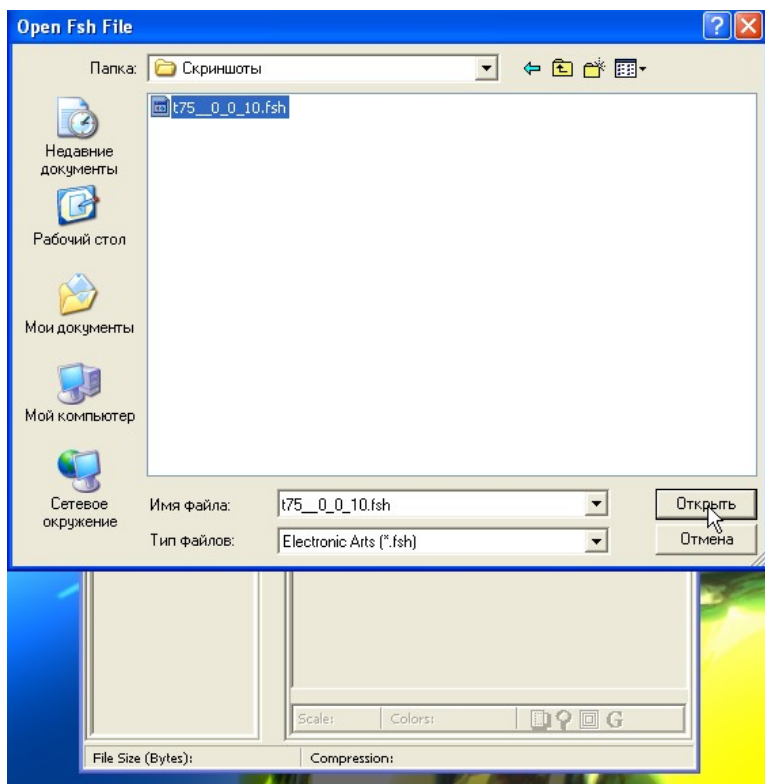 Open Fsh File
Папка:
Скриншоты
t75__0_0_10.fsh
Недавние
документы
Рабочий стол
Мои документы
Мой компьютер
Сетевое
окружение
Имя файла:
t75__0_0_10.fsh
Открыть
Тип файлов:
Electronic Arts (*.fsh)
Отмена
Scale:
Colors:
G
File Size (Bytes):
Compression: